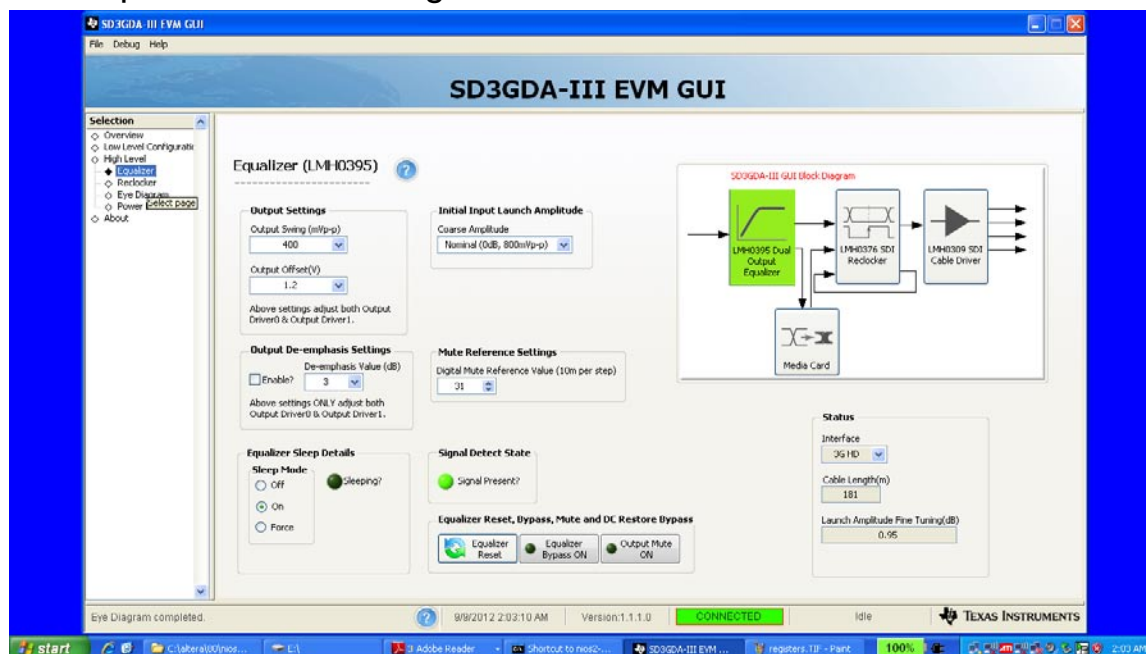 SD3GDA-III EVM GUI
File Debug Help
SD3GDA-III EVM GUI
Selection
Overview
Low Level Configuratic
High Level
Equalizer
Reclocker
Eye Diagram
Power
Select page
About
Equalizer (LMH0395)
Output Settings
Output Swing (mVp-p)
400
Output Offset(V)
1.2
Above settings adjust both Output
Driver0 & Output Driver1.
Initial Input Launch Amplitude
Coarse Amplitude
Nominal (0dB, 800mVp-p)
Output De-emphasis Settings
De-emphasis Value (dB)
Enable?
3
Above settings ONLY adjust both
Output Driver0 & Output Driver1.
Mute Reference Settings
Digital Mute Reference Value (10m per step)
31
Equalizer Sleep Details
Sleep Mode
Off
On
Force
Sleeping?
Signal Detect State
Signal Present?
Equalizer Reset, Bypass, Mute and DC Restore Bypass
Equalizer
Reset
Equalizer
Bypass ON
Output Mute
ON
SD3GDA-III GUI Block Diagram
LMH0395 Dual
Output
Equalizer
LMH0376 SDI
Reclocker
LMH0309 SDI
Cable Driver
Media Card
Status
Interface
3G HD
Cable Length(m)
181
Launch Amplitude Fine Tuning(dB)
0.95
Eye Diagram completed.
9/9/2012 2:03:10 AM
Version:1.1.1.0
CONNECTED
Idle
TEXAS INSTRUMENTS
start
C:\altera\80\nios...
E:\
3 Adobe Reader
Shortcut to nios2-...
SD3GDA-III EVM ...
registers.TIF - Paint
100%
2:03 AM